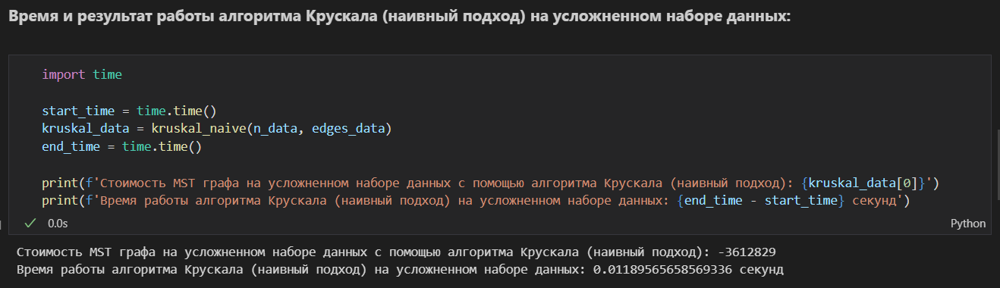 Время и результат работы алгоритма Крускала (наивный подход) на усложненном наборе данных:
import time
start_time = time.time()
kruskal_data = kruskal_naive(n_data, edges_data)
end_time = time.time()
print(f'Стоимость MST графа на усложненном наборе данных с помощью алгоритма Крускала (наивный подход): {kruskal_data[0]}')
print(f'Время работы алгоритма Крускала (наивный подход) на усложненном наборе данных: {end_time - start_time} секунд')
0.0s
Python
Стоимость MST графа на усложненном наборе данных с помощью алгоритма Крускала (наивный подход): -3612829
Время работы алгоритма Крускала (наивный подход) на усложненном наборе данных: 0.01189565658569336 секунд